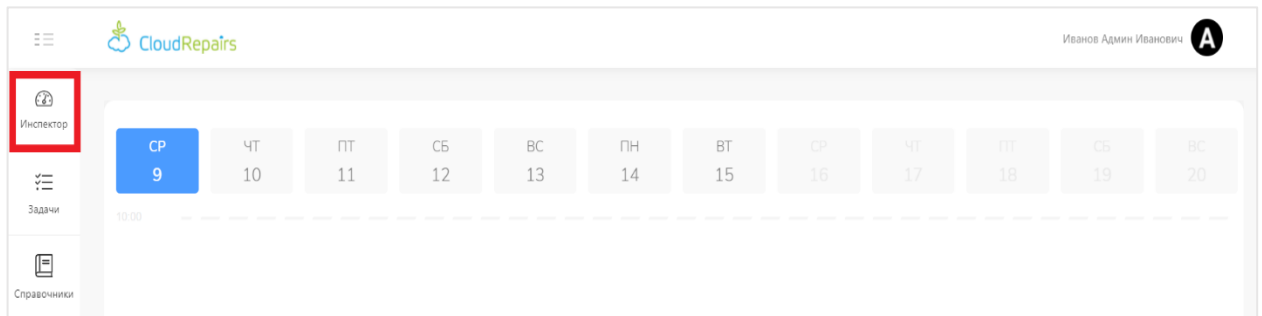 CloudRepairs
Иванов Админ Иванович A
Инспектор
СР ЧТ ПТ СБ ВС ПН ВТ СР ЧТ ПТ СБ ВС
9 10 11 12 13 14 15 16 17 18 19 20
Задачи
10:00
Справочники